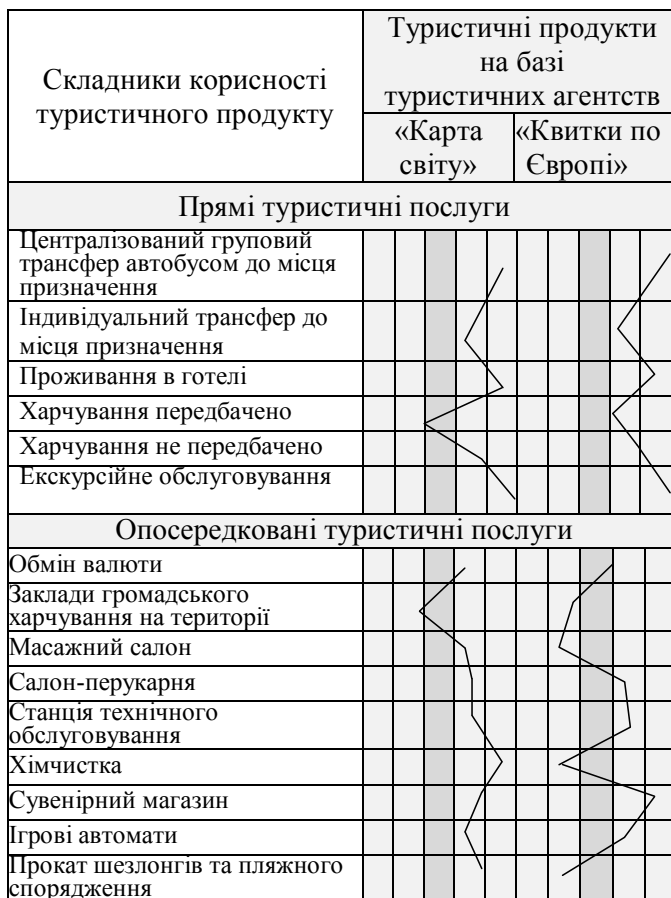 Складники корисності
туристичного продукту
Туристичні продукти
на базі
туристичних агентств
«Карта
світу»
«Квитки по
Європі»
Прямі туристичні послуги
Централізований груповий
трансфер автобусом до місця
призначення
Індивідуальний трансфер до
місця призначення
Проживання в готелі
Харчування передбачено
Харчування не передбачено
Екскурсійне обслуговування
Опосередковані туристичні послуги
Обмін валюти
Заклади громадського
харчування на території
Масажний салон
Салон-перукарня
Станція технічного
обслуговування
Хімчистка
Сувенірний магазин
Ігрові автомати
Прокат шезлонгів та пляжного
спорядження